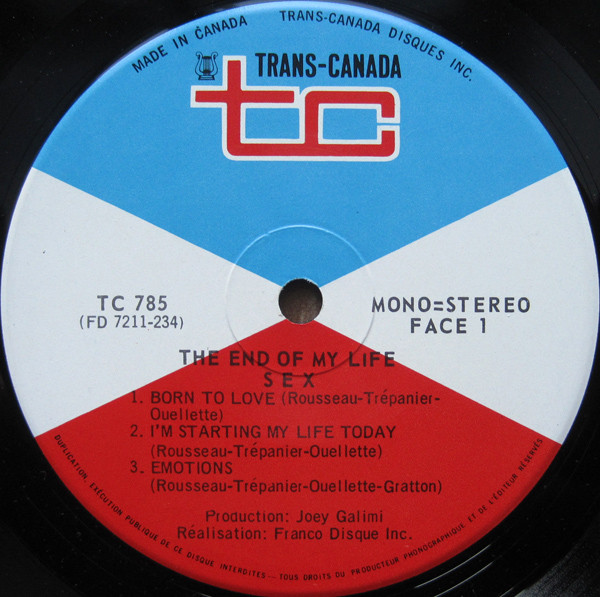 MADE IN CANADA TRANS-CANADA DISQUES INC.
TRANS-CANADA
tc
TC 785
(FD 7211-234)
MONO=STEREO
FACE 1
THE END OF MY LIFE
SEX
1. BORN TO LOVE (Rousseau-Trépanier-
Ouellette)
2. I'M STARTING MY LIFE TODAY
(Rousseau-Trépanier-Ouellette)
3. EMOTIONS
(Rousseau-Trépanier-Ouellette-Gratton)
Production: Joey Galimi
Réalisation: Franco Disque Inc.
DUPLICATION, EXÉCUTION PUBLIQUE DE CE DISQUE INTERDITES — TOUS DROITS DU PRODUCTEUR PHONOGRAPHIQUE ET DE L'ÉDITEUR RÉSERVÉS